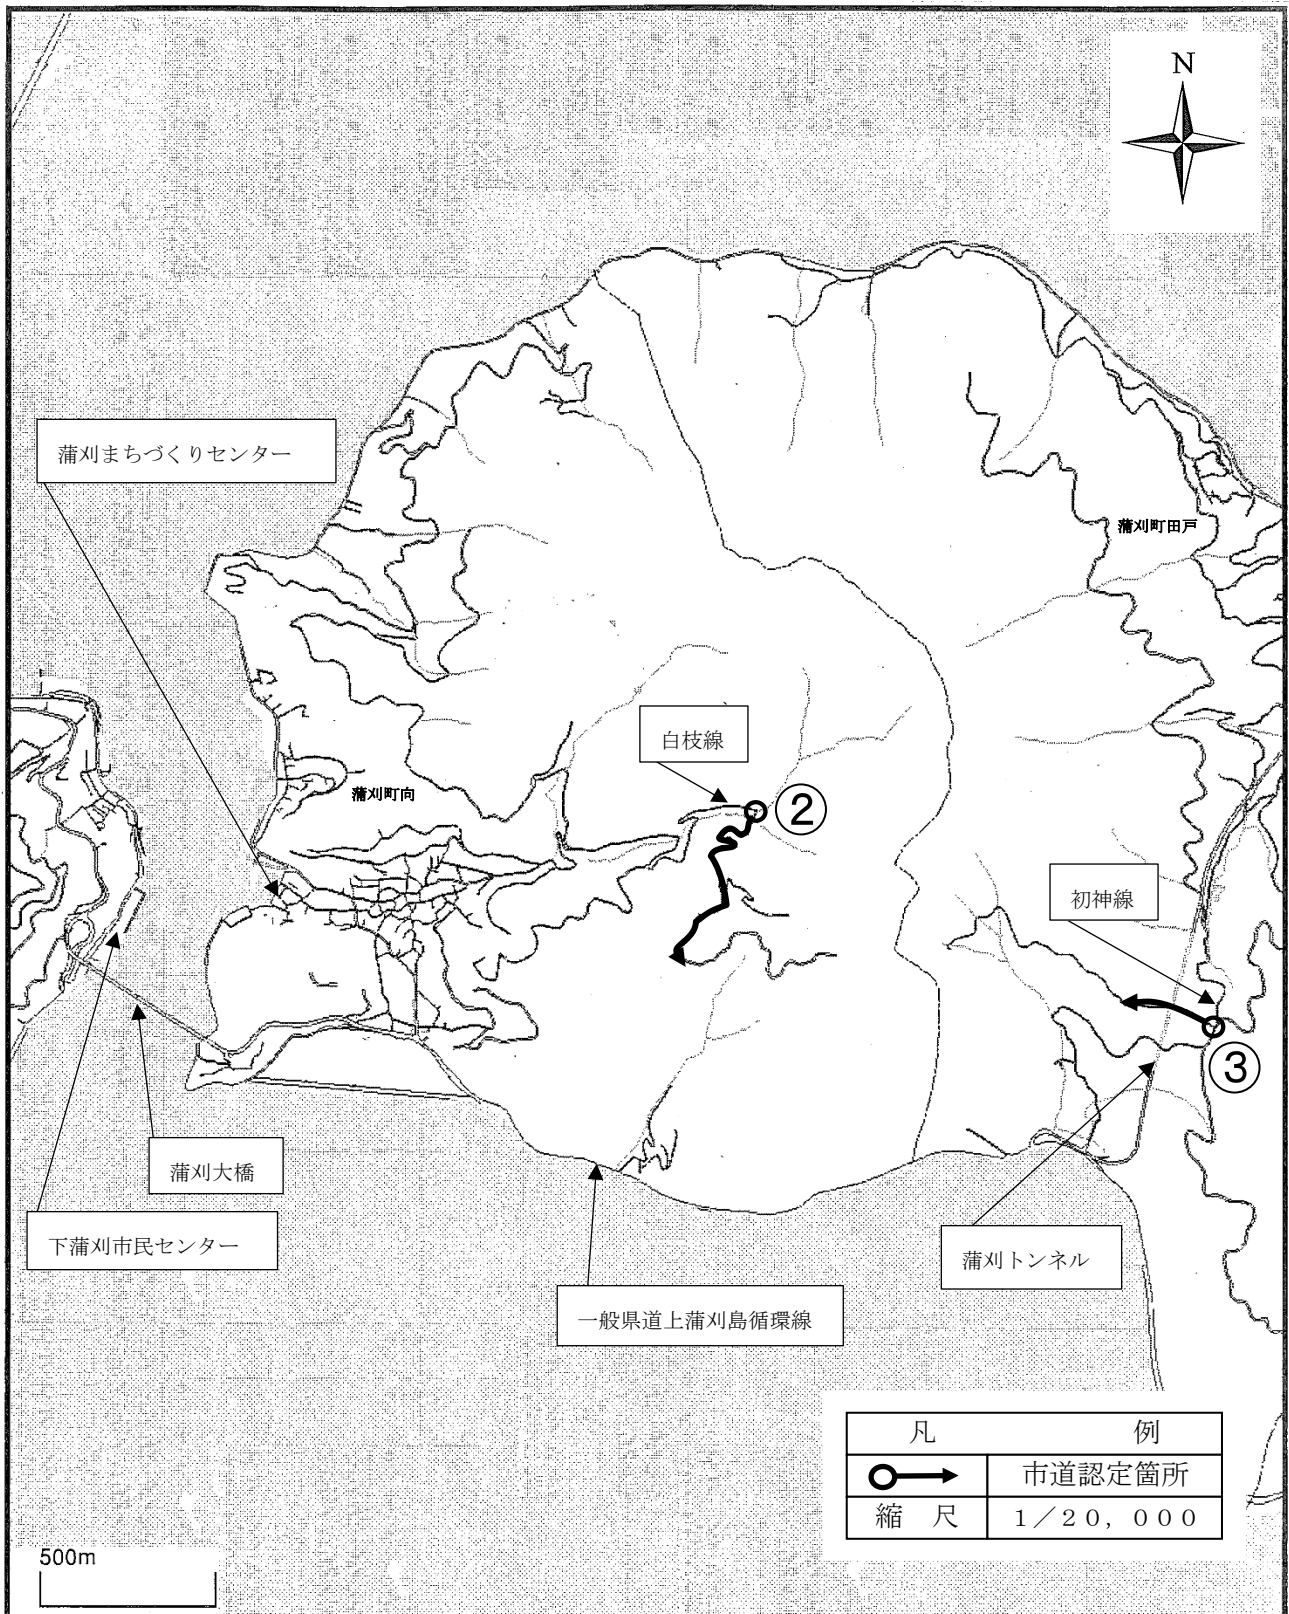 N
蒲刈まちづくりセンター
蒲刈町田戸
白枝線
②
蒲刈町向
初神線
③
蒲刈大橋
下蒲刈市民センター
蒲刈トンネル
一般県道上蒲刈島循環線
凡 例
市道認定箇所
縮 尺
1/20,000
500m